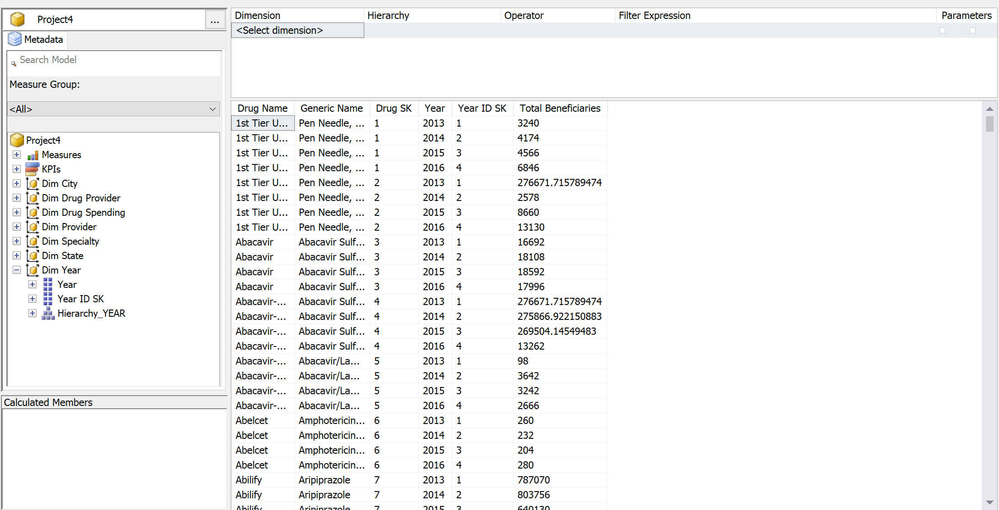 Project4
...
Metadata
Search Model
Measure Group:
<All>
Project4
Measures
KPIs
Dim City
Dim Drug Provider
Dim Drug Spending
Dim Provider
Dim Specialty
Dim State
Dim Year
Year
Year ID SK
Hierarchy_YEAR
Calculated Members
Dimension Hierarchy Operator Filter Expression Parameters
<Select dimension>
Drug Name Generic Name Drug SK Year Year ID SK Total Beneficiaries
1st Tier U... Pen Needle, ... 1 2013 1 3240
1st Tier U... Pen Needle, ... 1 2014 2 4174
1st Tier U... Pen Needle, ... 1 2015 3 4566
1st Tier U... Pen Needle, ... 1 2016 4 6846
1st Tier U... Pen Needle, ... 2 2013 1 276671.715789474
1st Tier U... Pen Needle, ... 2 2014 2 2578
1st Tier U... Pen Needle, ... 2 2015 3 8660
1st Tier U... Pen Needle, ... 2 2016 4 13130
Abacavir Abacavir Sulf... 3 2013 1 16692
Abacavir Abacavir Sulf... 3 2014 2 18108
Abacavir Abacavir Sulf... 3 2015 3 18592
Abacavir Abacavir Sulf... 3 2016 4 17996
Abacavir-... Abacavir Sulf... 4 2013 1 276671.715789474
Abacavir-... Abacavir Sulf... 4 2014 2 275866.922150883
Abacavir-... Abacavir Sulf... 4 2015 3 269504.14549483
Abacavir-... Abacavir Sulf... 4 2016 4 13262
Abacavir-... Abacavir/La... 5 2013 1 98
Abacavir-... Abacavir/La... 5 2014 2 3642
Abacavir-... Abacavir/La... 5 2015 3 3242
Abacavir-... Abacavir/La... 5 2016 4 2666
Abelcet Amphotericin... 6 2013 1 260
Abelcet Amphotericin... 6 2014 2 232
Abelcet Amphotericin... 6 2015 3 204
Abelcet Amphotericin... 6 2016 4 280
Abilify Aripiprazole 7 2013 1 787070
Abilify Aripiprazole 7 2014 2 803756
Abilify Aripiprazole 7 2015 3 640130